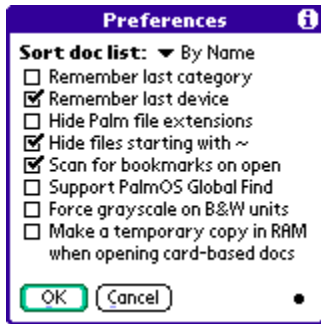 Preferences
Sort doc list: By Name
Remember last category
Remember last device
Hide Palm file extensions
Hide files starting with ~
Scan for bookmarks on open
Support PalmOS Global Find
Force grayscale on B&W units
Make a temporary copy in RAM
when opening card-based docs
OK Cancel